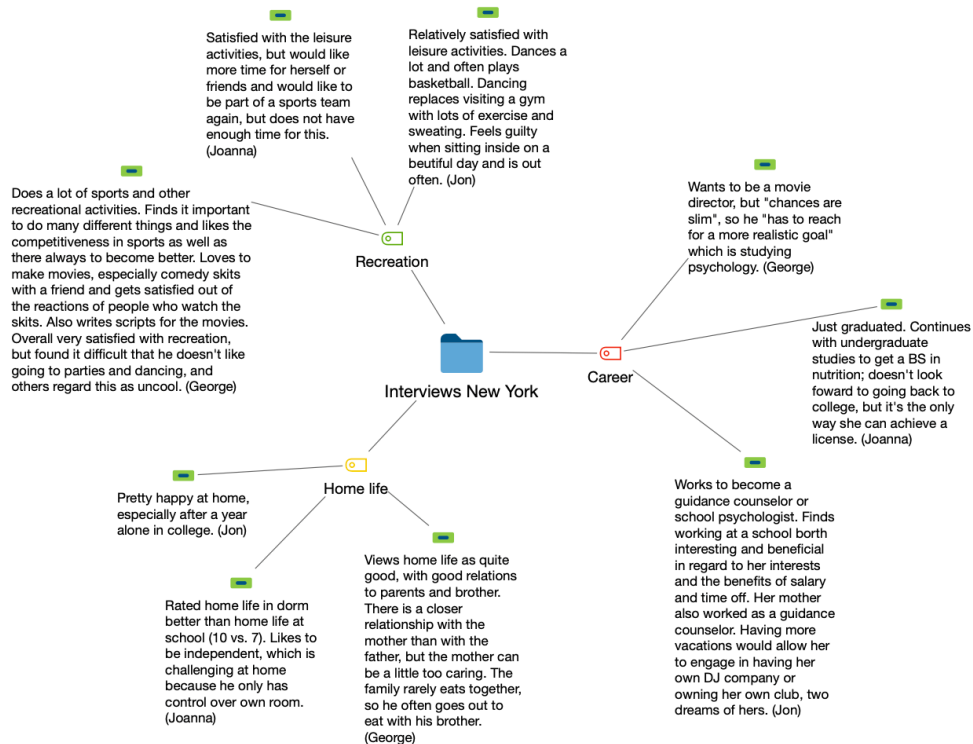 Satisfied with the leisure
activities, but would like
more time for herself or
friends and would like to
be part of a sports team
again, but does not have
enough time for this.
(Joanna)
Relatively satisfied with
leisure activities. Dances a
lot and often plays
basketball. Dancing
replaces visiting a gym
with lots of exercise and
sweating. Feels guilty
when sitting inside on a
beutiful day and is out
often. (Jon)
Does a lot of sports and other
recreational activities. Finds it important
to do many different things and likes the
competitiveness in sports as well as
there always to become better. Loves to
make movies, especially comedy skits
with a friend and gets satisfied out of
the reactions of people who watch the
skits. Also writes scripts for the movies.
Overall very satisfied with recreation,
but found it difficult that he doesn't like
going to parties and dancing, and
others regard this as uncool. (George)
Recreation
Wants to be a movie
director, but "chances are
slim", so he "has to reach
for a more realistic goal"
which is studying
psychology. (George)
Just graduated. Continues
with undergraduate
studies to get a BS in
nutrition; doesn't look
foward to going back to
college, but it's the only
way she can achieve a
license. (Joanna)
Career
Interviews New York
Works to become a
guidance counselor or
school psychologist. Finds
working at a school borth
interesting and beneficial
in regard to her interests
and the benefits of salary
and time off. Her mother
also worked as a guidance
counselor. Having more
vacations would allow her
to engage in having her
own DJ company or
owning her own club, two
dreams of hers. (Jon)
Home life
Pretty happy at home,
especially after a year
alone in college. (Jon)
Rated home life in dorm
better than home life at
school (10 vs. 7). Likes to
be independent, which is
challenging at home
because he only has
control over own room.
(Joanna)
Views home life as quite
good, with good relations
to parents and brother.
There is a closer
relationship with the
mother than with the
father, but the mother can
be a little too caring. The
family rarely eats together,
so he often goes out to
eat with his brother.
(George)